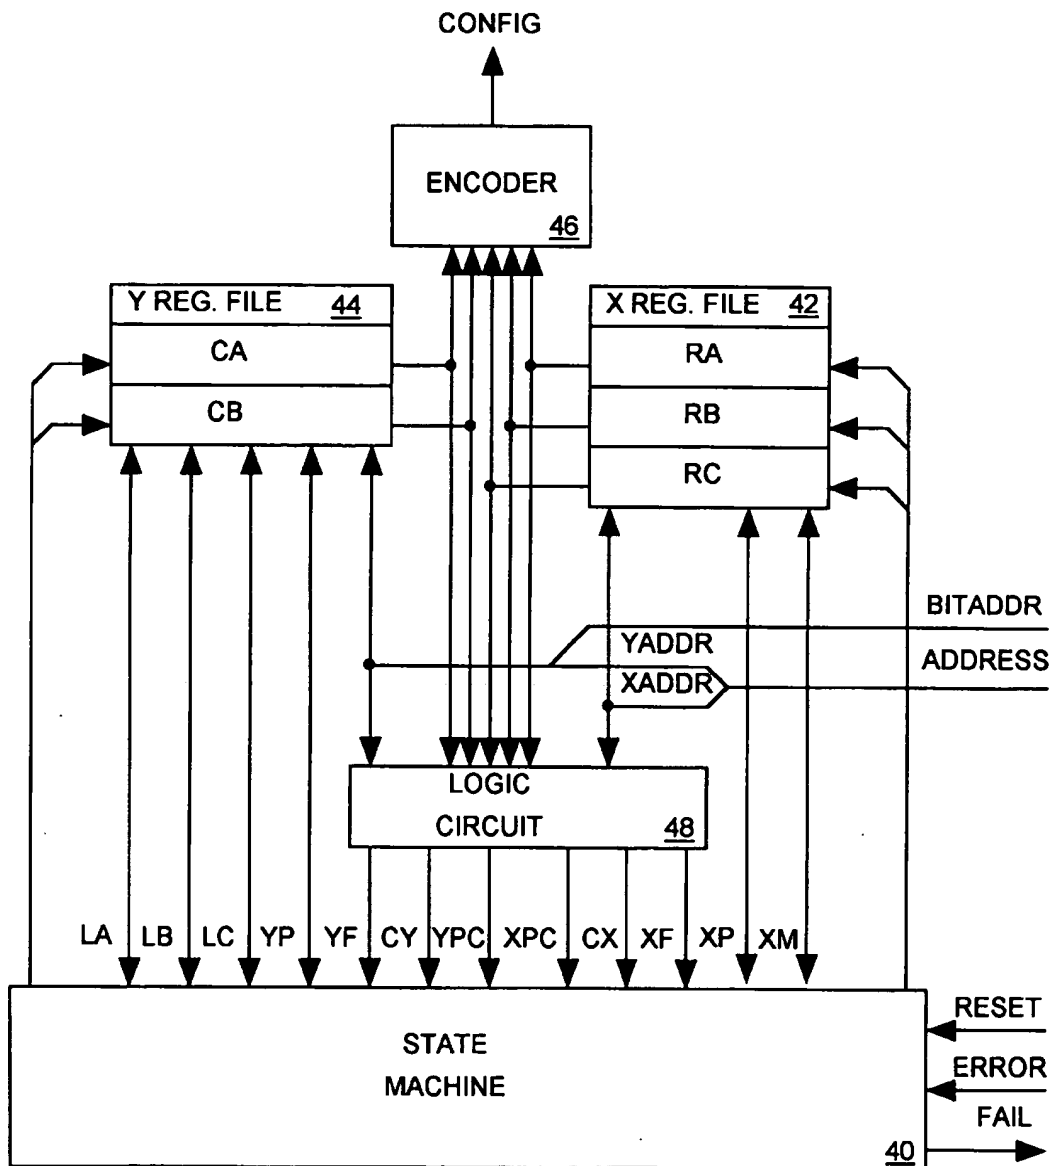 CONFIG
ENCODER
46
Y REG. FILE 44
X REG. FILE 42
CA
RA
CB
RB
RC
BITADDR
YADDR
ADDRESS
XADDR
LOGIC
CIRCUIT
48
LA LB LC YP YF CY YPC XPC CX XF XP XM
RESET
STATE
MACHINE
ERROR
FAIL
40